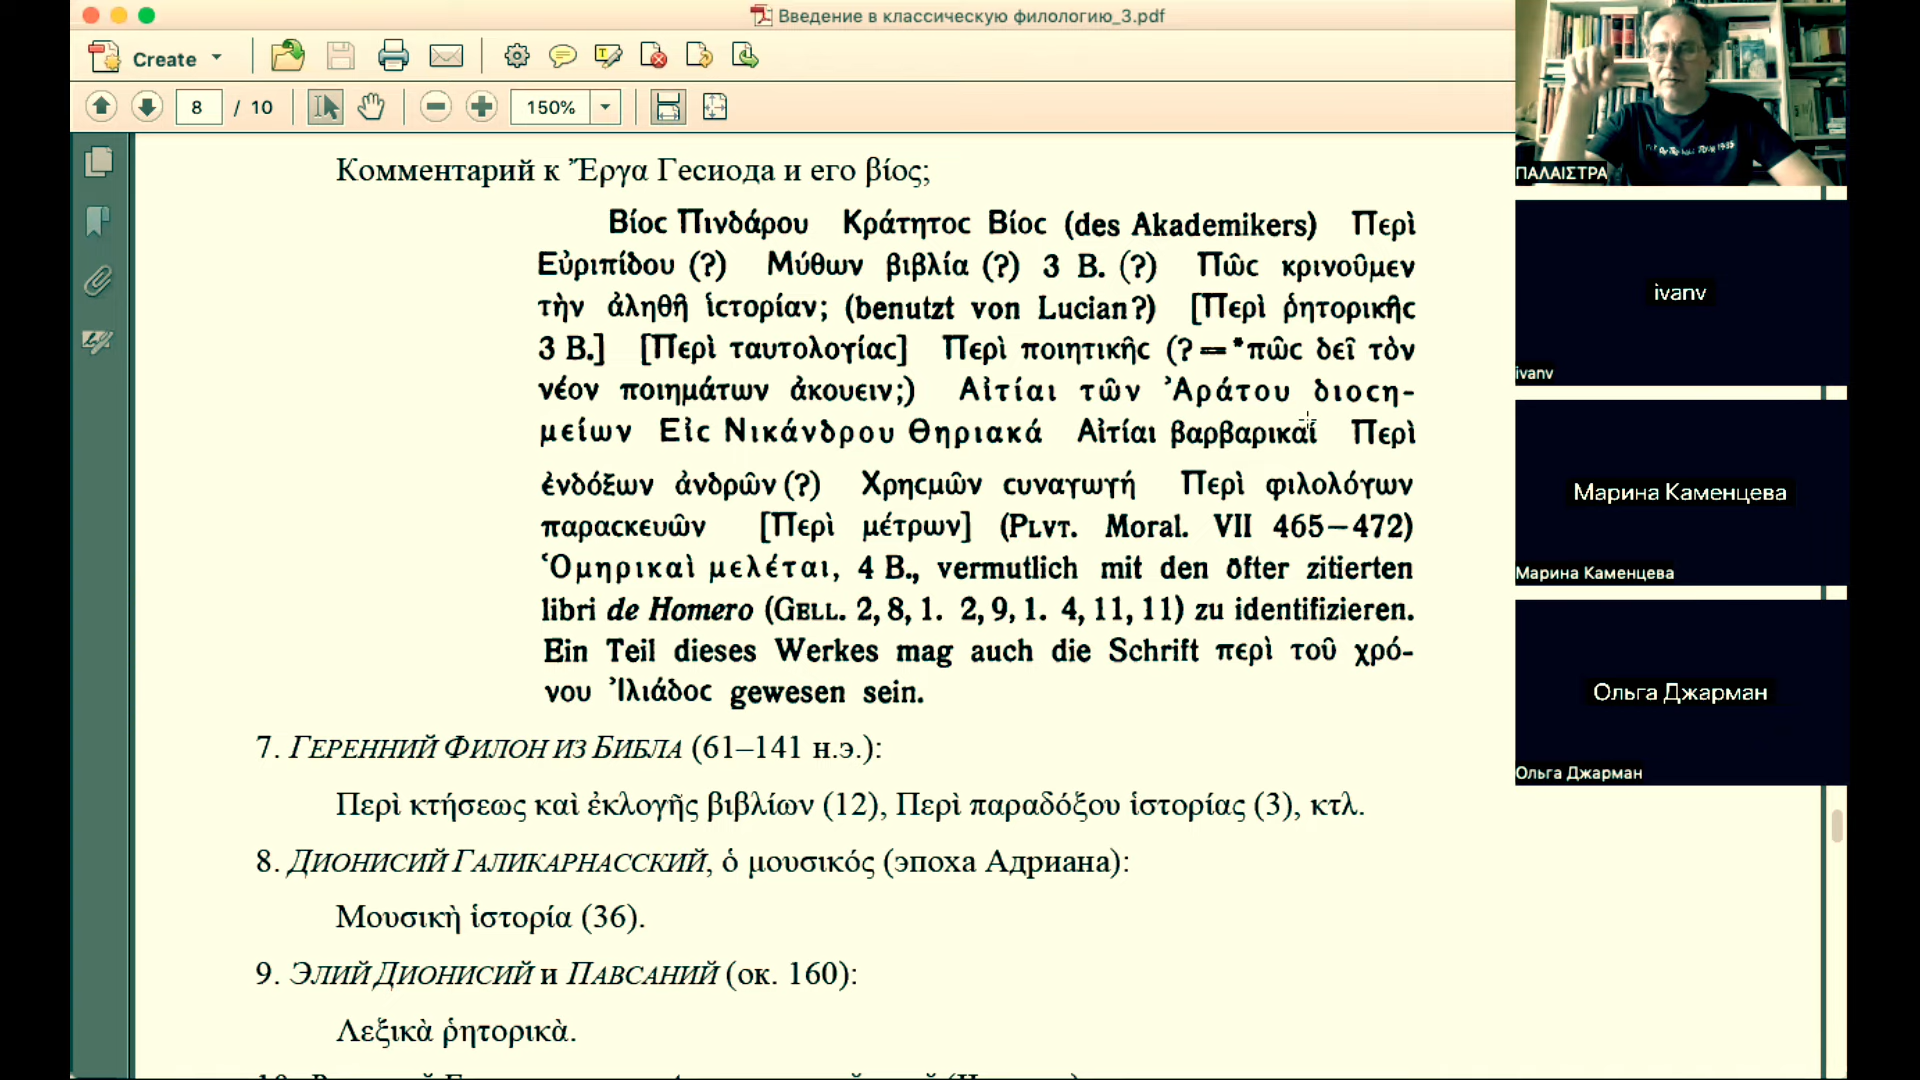 Введение в классическую филологию_3.pdf
Create
8 / 10
150%
Комментарий к Ἔργα Гесиода и его βίος;
Βίοϲ Πινδάρου Κράτητοϲ Βίοϲ (des Akademikers) Περὶ
Εὐριπίδου (?) Μύθων βιβλία (?) 3 B. (?) Πῶϲ κρινοῦμεν
τὴν ἀληθῆ ἱϲτορίαν; (benutzt von Lucian?) [Περὶ ῥητορικῆϲ
3 B.] [Περὶ ταυτολογίαϲ] Περὶ ποιητικῆϲ (? = *πῶϲ δεῖ τὸν
νέον ποιημάτων ἀκουειν;) Αἰτίαι τῶν Ἀράτου διοϲη-
μείων Εἰϲ Νικάνδρου Θηριακά Αἰτίαι βαρβαρικαί Περὶ
ἐνδόξων ἀνδρῶν (?) Χρηϲμῶν ϲυναγωγή Περὶ φιλολόγων
παραϲκευῶν [Περὶ μέτρων] (PLVT. Moral. VII 465—472)
Ὁμηρικαὶ μελέται, 4 B., vermutlich mit den öfter zitierten
libri de Homero (GELL. 2, 8, 1. 2, 9, 1. 4, 11, 11) zu identifizieren.
Ein Teil dieses Werkes mag auch die Schrift περὶ τοῦ χρό-
νου Ἰλιάδοϲ gewesen sein.
7. ГЕРЕННИЙ ФИЛОН ИЗ БИБЛА (61–141 н.э.):
Περὶ κτήσεως καὶ ἐκλογῆς βιβλίων (12), Περὶ παραδόξου ἱστορίας (3), κτλ.
8. ДИОНИСИЙ ГАЛИКАРНАССКИЙ, ὁ μουσικός (эпоха Адриана):
Μουσικὴ ἱστορία (36).
9. ЭЛИЙ ДИОНИСИЙ и ПАВСАНИЙ (ок. 160):
Λεξικὰ ῥητορικὰ.
ΠΑΛΑΙΣΤΡΑ
ivanv
ivanv
Марина Каменцева
Марина Каменцева
Ольга Джарман
Ольга Джарман